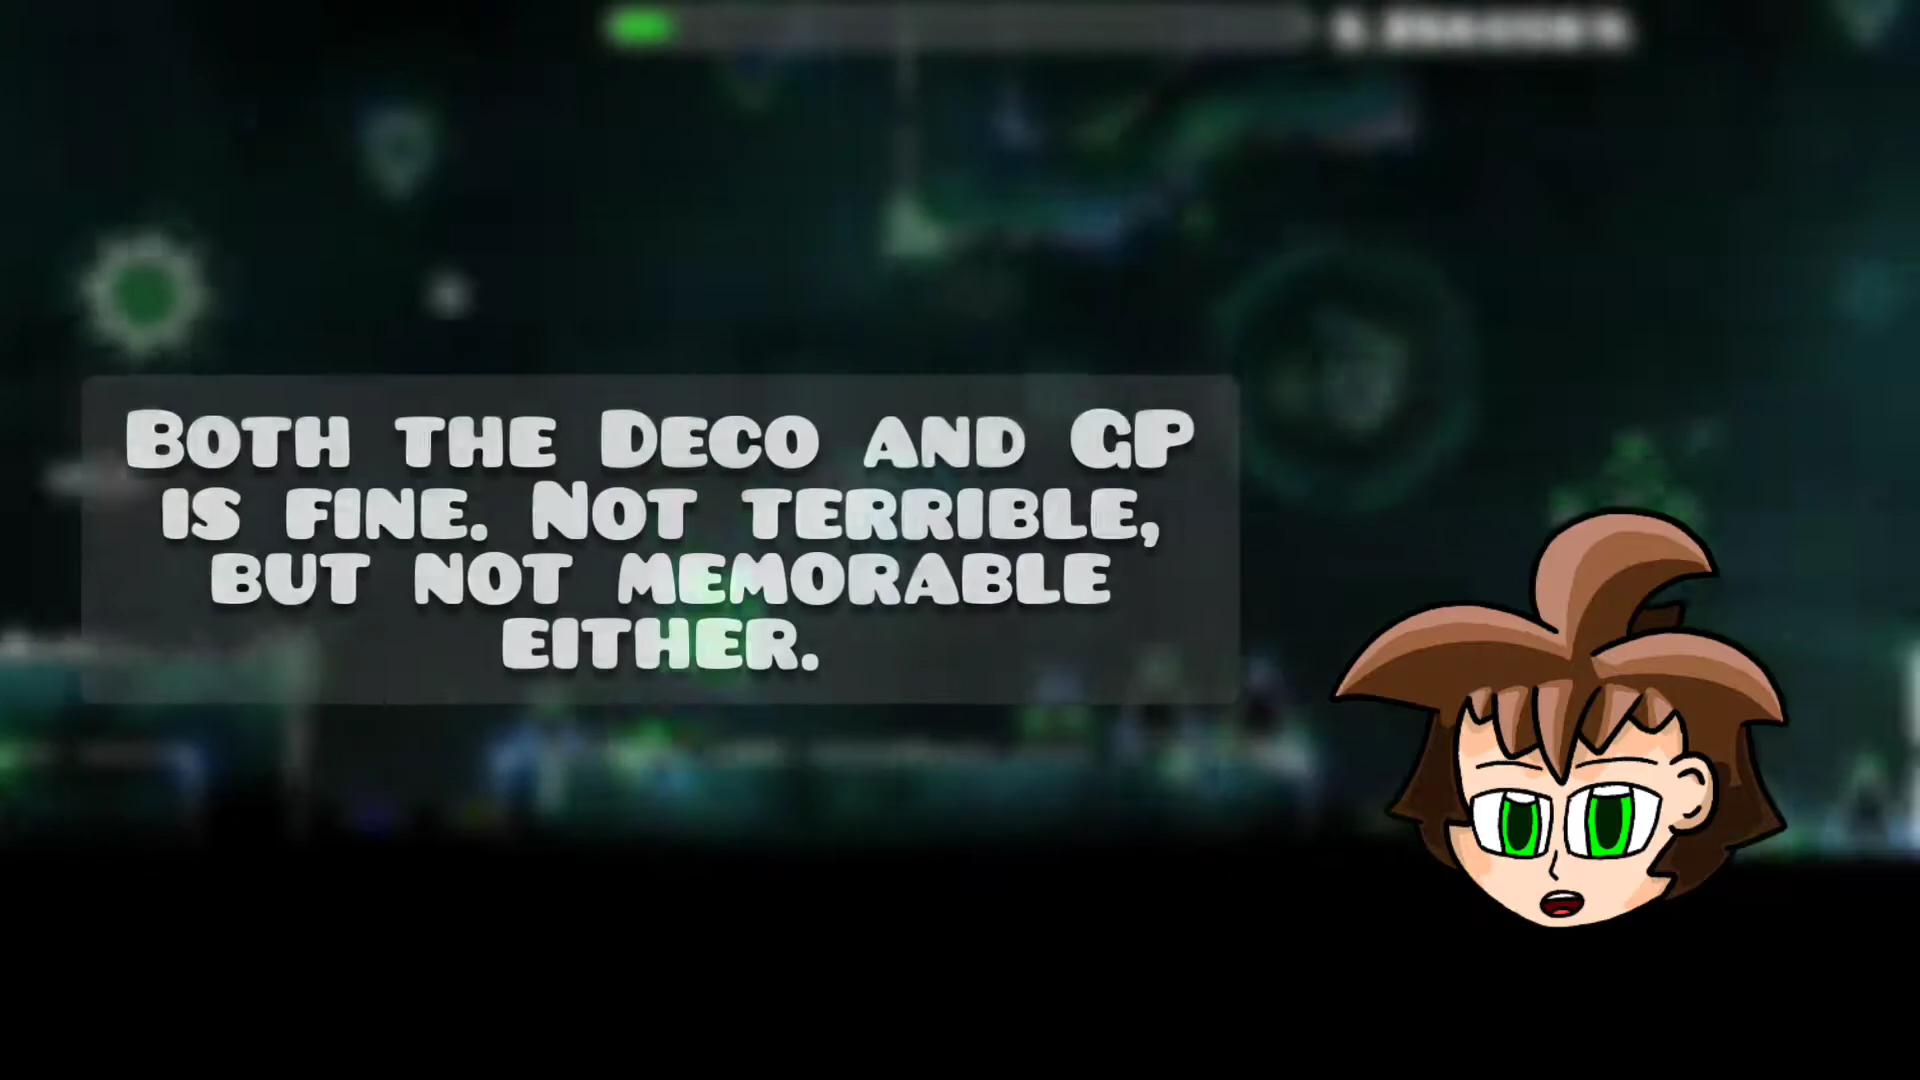 Both the Deco and GP
is fine. Not terrible,
but not memorable
either.